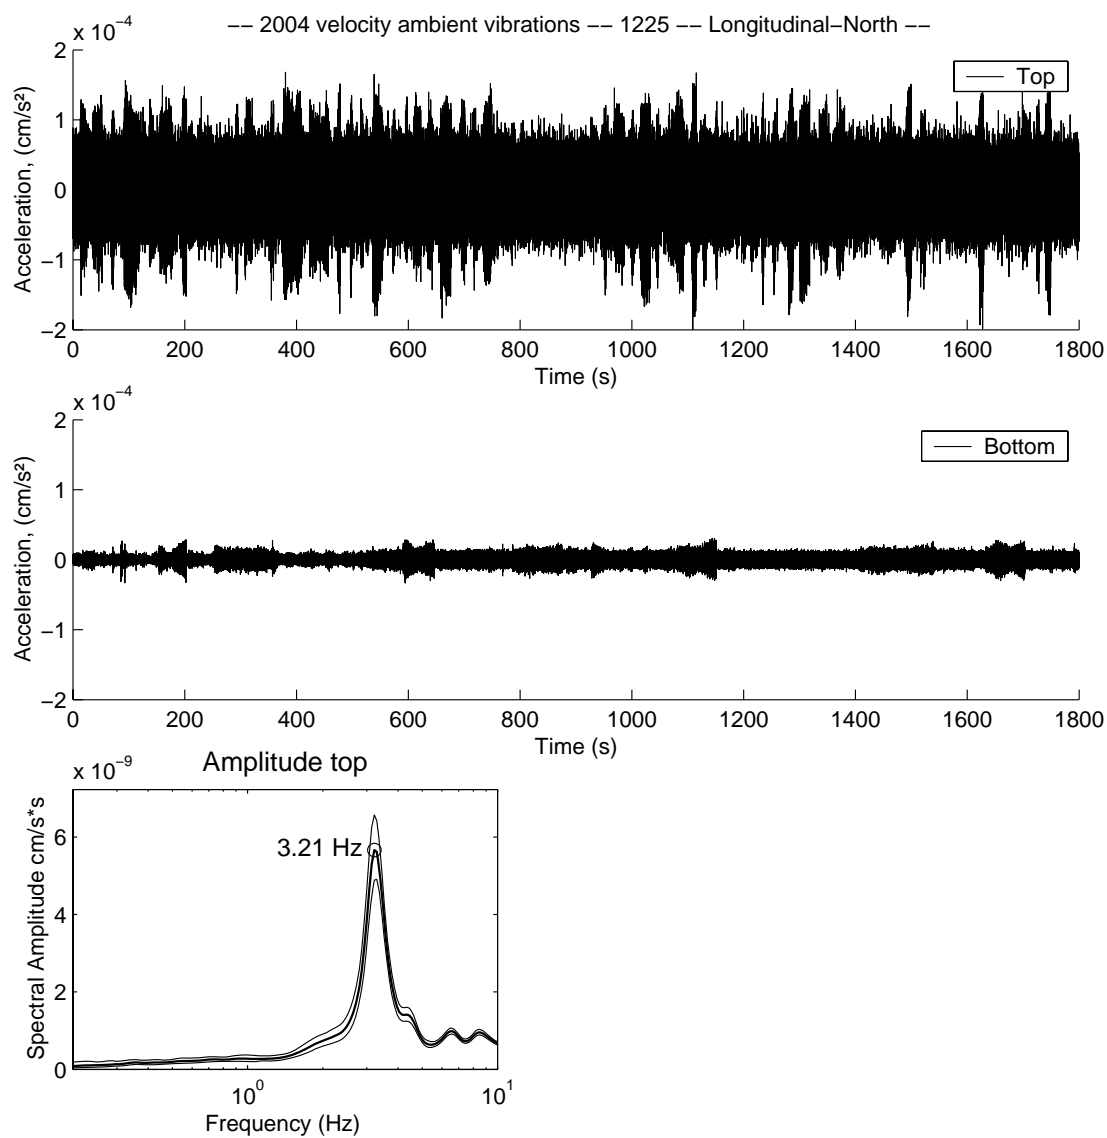 −− 2004 velocity ambient vibrations −− 1225 −− Longitudinal−North −−
x 10−4
2
1
0
−1
−2
Acceleration, (cm/s²)
Top
0 200 400 600 800 1000 1200 1400 1600 1800
Time (s)
x 10−4
2
1
0
−1
−2
Acceleration, (cm/s²)
Bottom
0 200 400 600 800 1000 1200 1400 1600 1800
Time (s)
Amplitude top
x 10−9
6
4
2
0
Spectral Amplitude cm/s*s
3.21 Hz
10^0 10^1
Frequency (Hz)